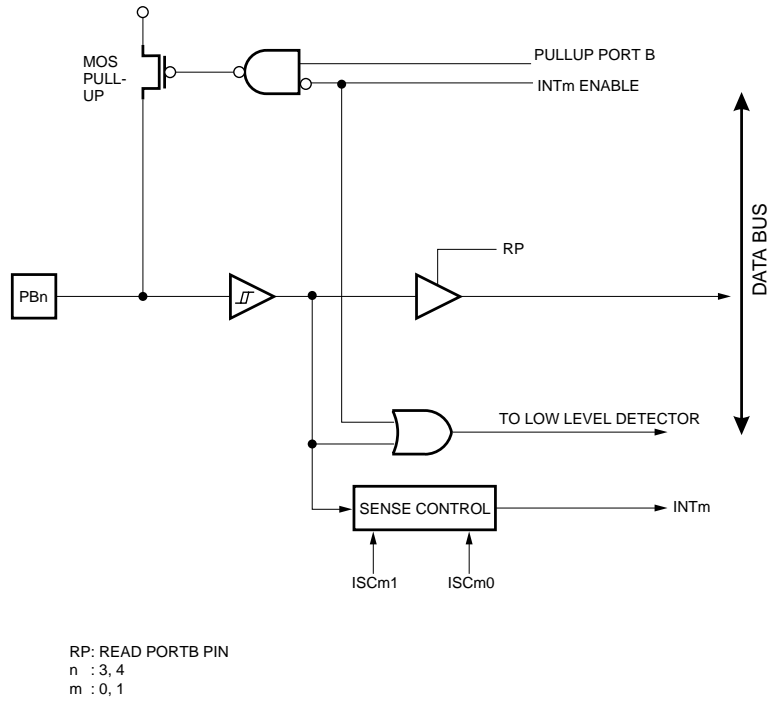 MOS
PULL-
UP
PULLUP PORT B
INTm ENABLE
DATA BUS
RP
PBn
TO LOW LEVEL DETECTOR
SENSE CONTROL
INTm
ISCm1
ISCm0
RP: READ PORTB PIN
n : 3, 4
m : 0, 1